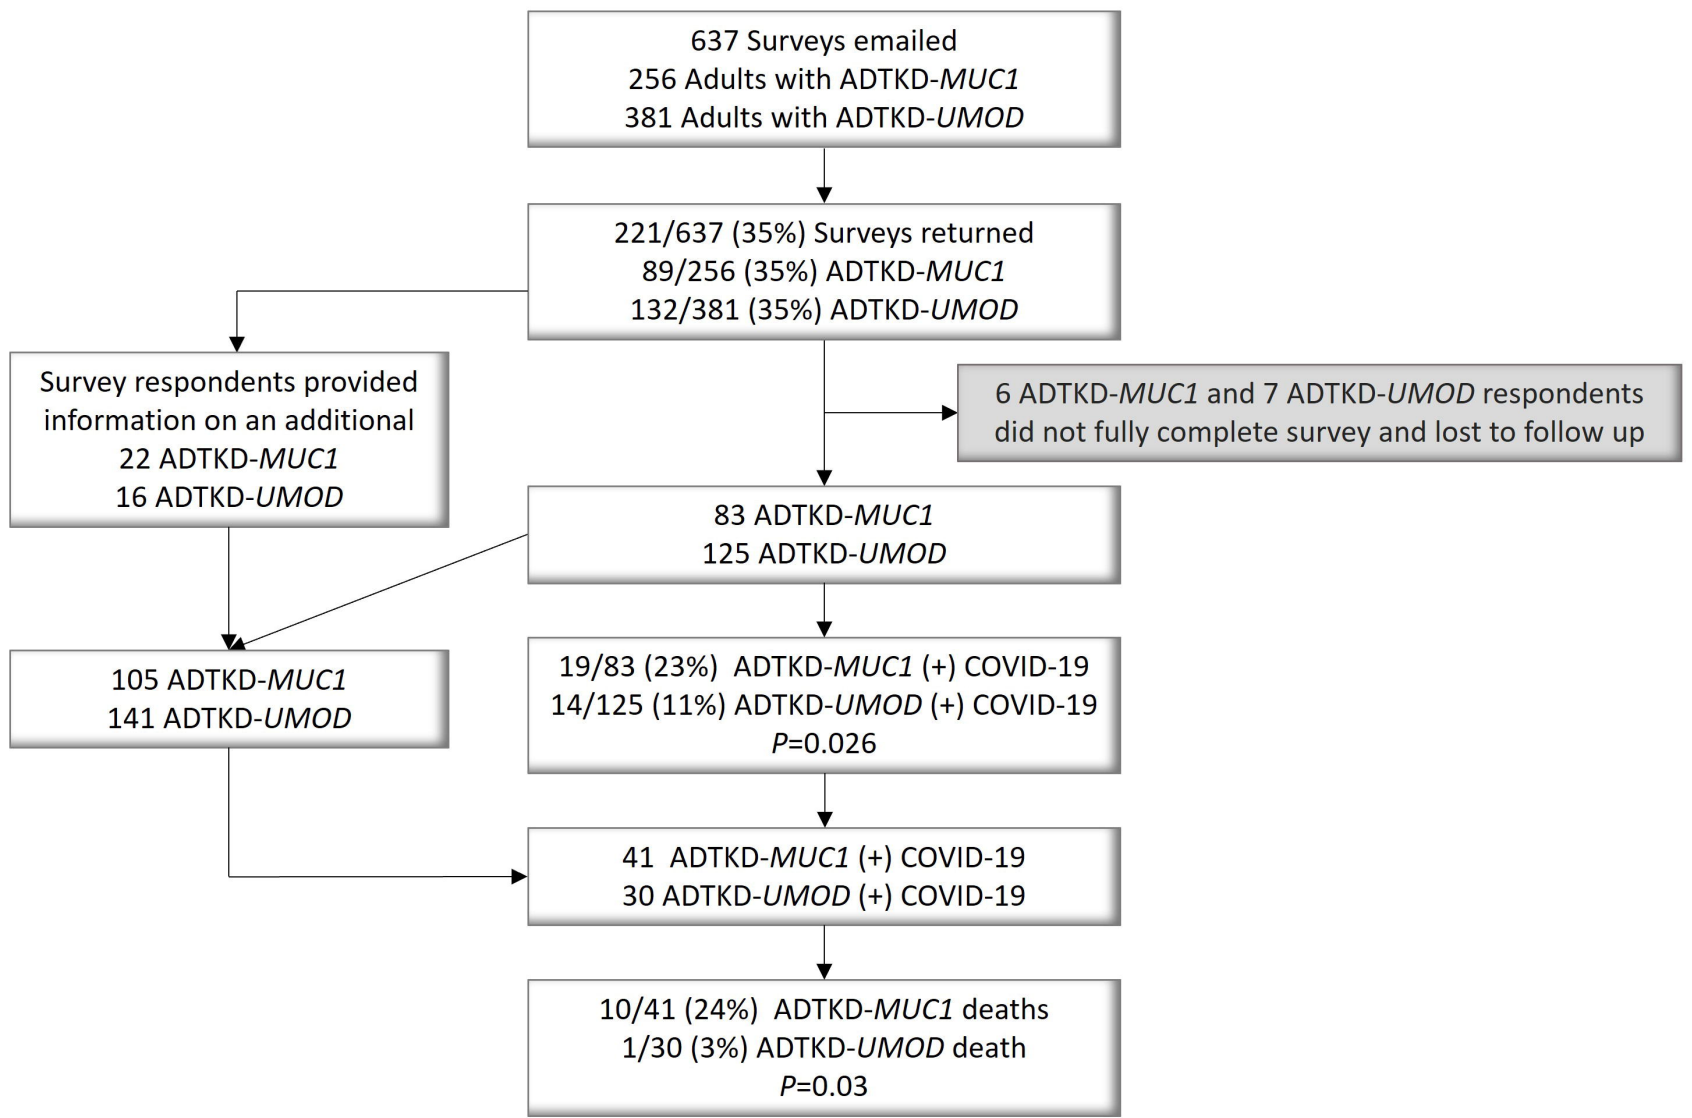 637 Surveys emailed
256 Adults with ADTKD-MUC1
381 Adults with ADTKD-UMOD
221/637 (35%) Surveys returned
89/256 (35%) ADTKD-MUC1
132/381 (35%) ADTKD-UMOD
Survey respondents provided
information on an additional
22 ADTKD-MUC1
16 ADTKD-UMOD
6 ADTKD-MUC1 and 7 ADTKD-UMOD respondents
did not fully complete survey and lost to follow up
83 ADTKD-MUC1
125 ADTKD-UMOD
105 ADTKD-MUC1
141 ADTKD-UMOD
19/83 (23%) ADTKD-MUC1 (+) COVID-19
14/125 (11%) ADTKD-UMOD (+) COVID-19
P=0.026
41 ADTKD-MUC1 (+) COVID-19
30 ADTKD-UMOD (+) COVID-19
10/41 (24%) ADTKD-MUC1 deaths
1/30 (3%) ADTKD-UMOD death
P=0.03